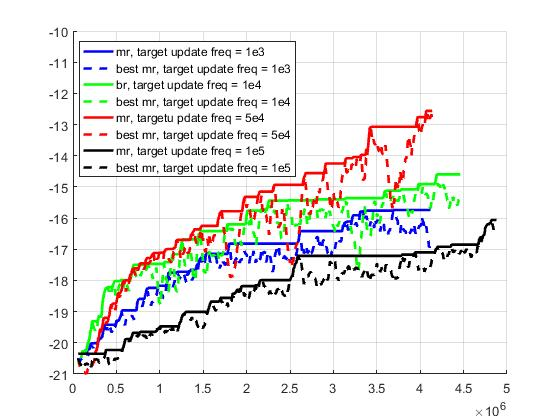 -10
mr, target update freq = 1e3
-11
best mr, target update freq = 1e3
br, target update freq = 1e4
-12
best mr, target update freq = 1e4
mr, targetu pdate freq = 5e4
-13
best mr, target update freq = 5e4
mr, target update freq = 1e5
-14
best mr, target update freq = 1e5
-15
-16
-17
-18
-19
-20
-21
0 0.5 1 1.5 2 2.5 3 3.5 4 4.5 5
×10^6